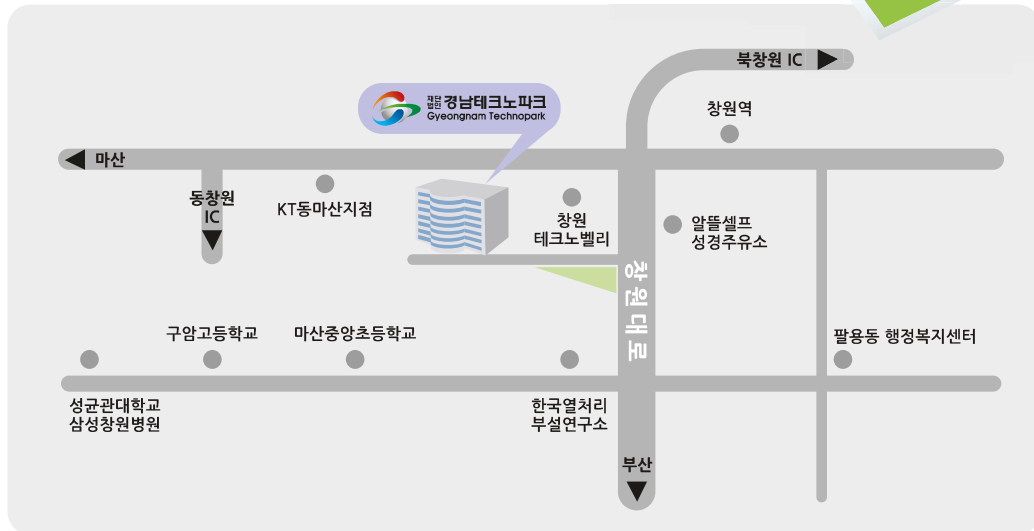 북창원 IC
재단
법인 경남테크노파크
Gyeongnam Technopark
창원역
마산
동창원
IC
KT동마산지점
창원
테크노벨리
알뜰셀프
성경주유소
창원대로
구암고등학교
마산중앙초등학교
팔용동 행정복지센터
성균관대학교
삼성창원병원
한국열처리
부설연구소
부산